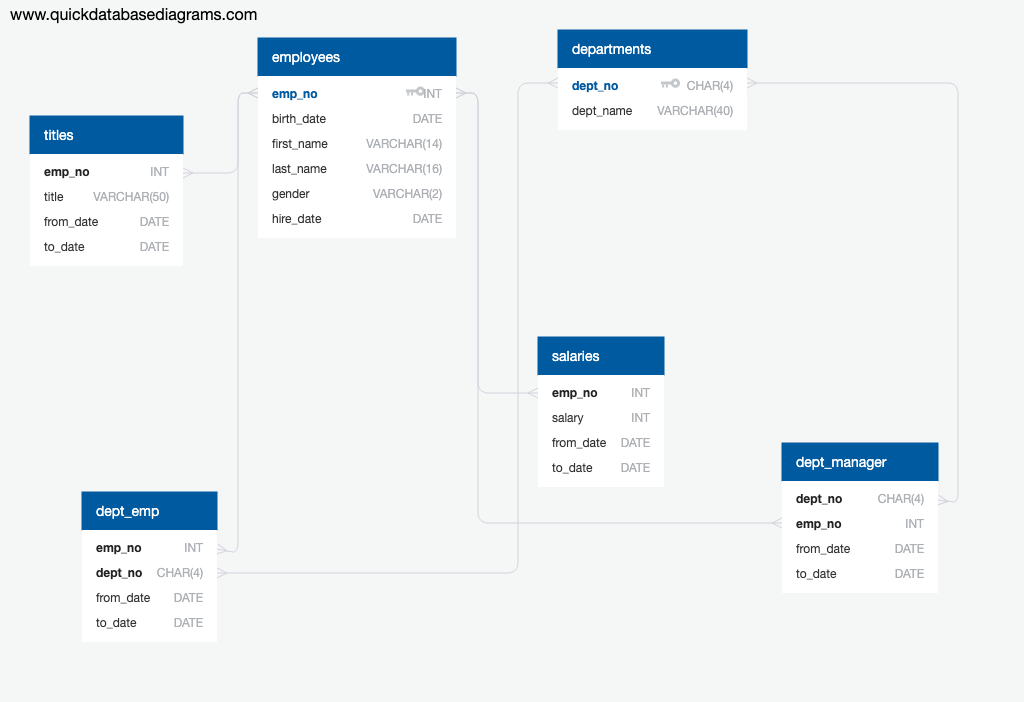 www.quickdatabasediagrams.com
employees
emp_no INT
birth_date DATE
first_name VARCHAR(14)
last_name VARCHAR(16)
gender VARCHAR(2)
hire_date DATE
departments
dept_no CHAR(4)
dept_name VARCHAR(40)
titles
emp_no INT
title VARCHAR(50)
from_date DATE
to_date DATE
salaries
emp_no INT
salary INT
from_date DATE
to_date DATE
dept_manager
dept_no CHAR(4)
emp_no INT
from_date DATE
to_date DATE
dept_emp
emp_no INT
dept_no CHAR(4)
from_date DATE
to_date DATE